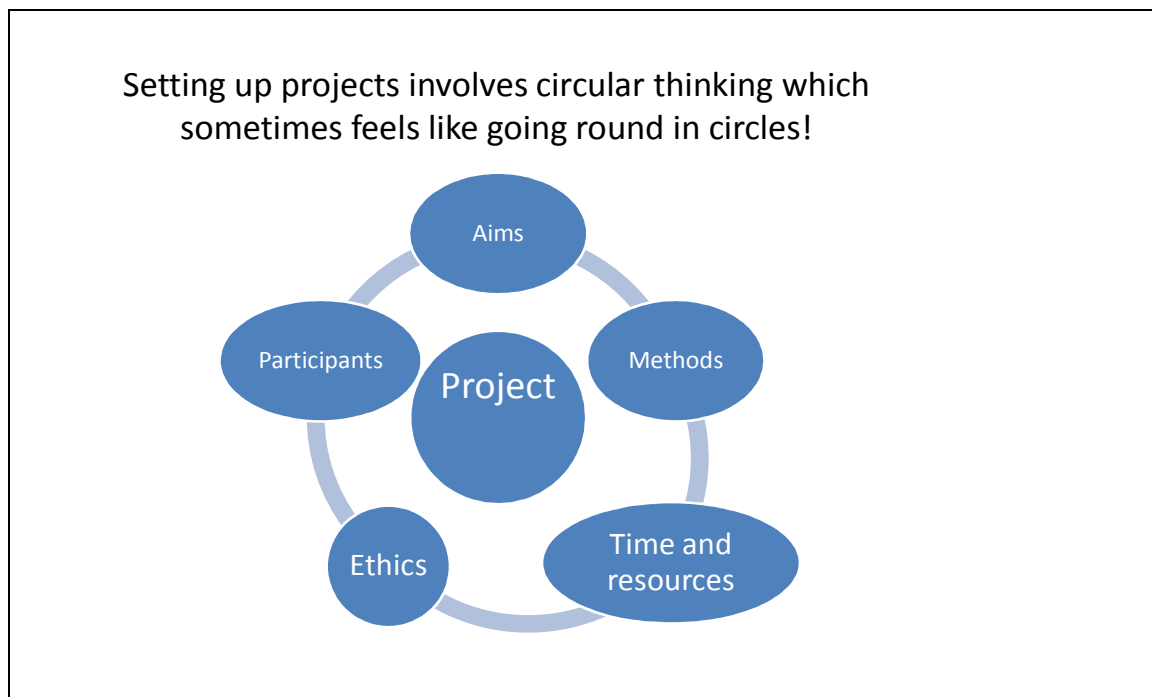 Setting up projects involves circular thinking which
sometimes feels like going round in circles!
Aims
Participants
Methods
Project
Ethics
Time and
resources